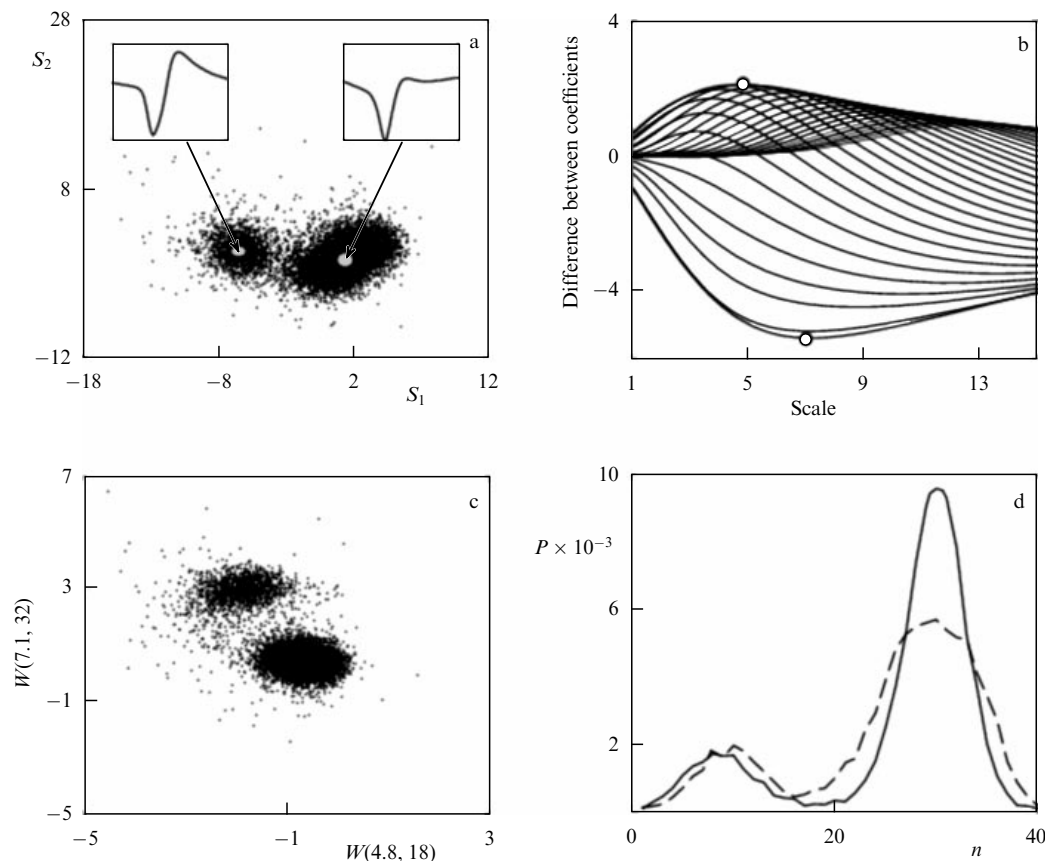 28
S₂
a
8
−12
−18
−8
2
12
S₁
4
b
Difference between coefficients
0
−4
1
5
9
13
Scale
7
c
3
W(7.1, 32)
−1
−5
−5
−1
3
W(4.8, 18)
10
d
P × 10⁻³
6
2
0
20
40
n